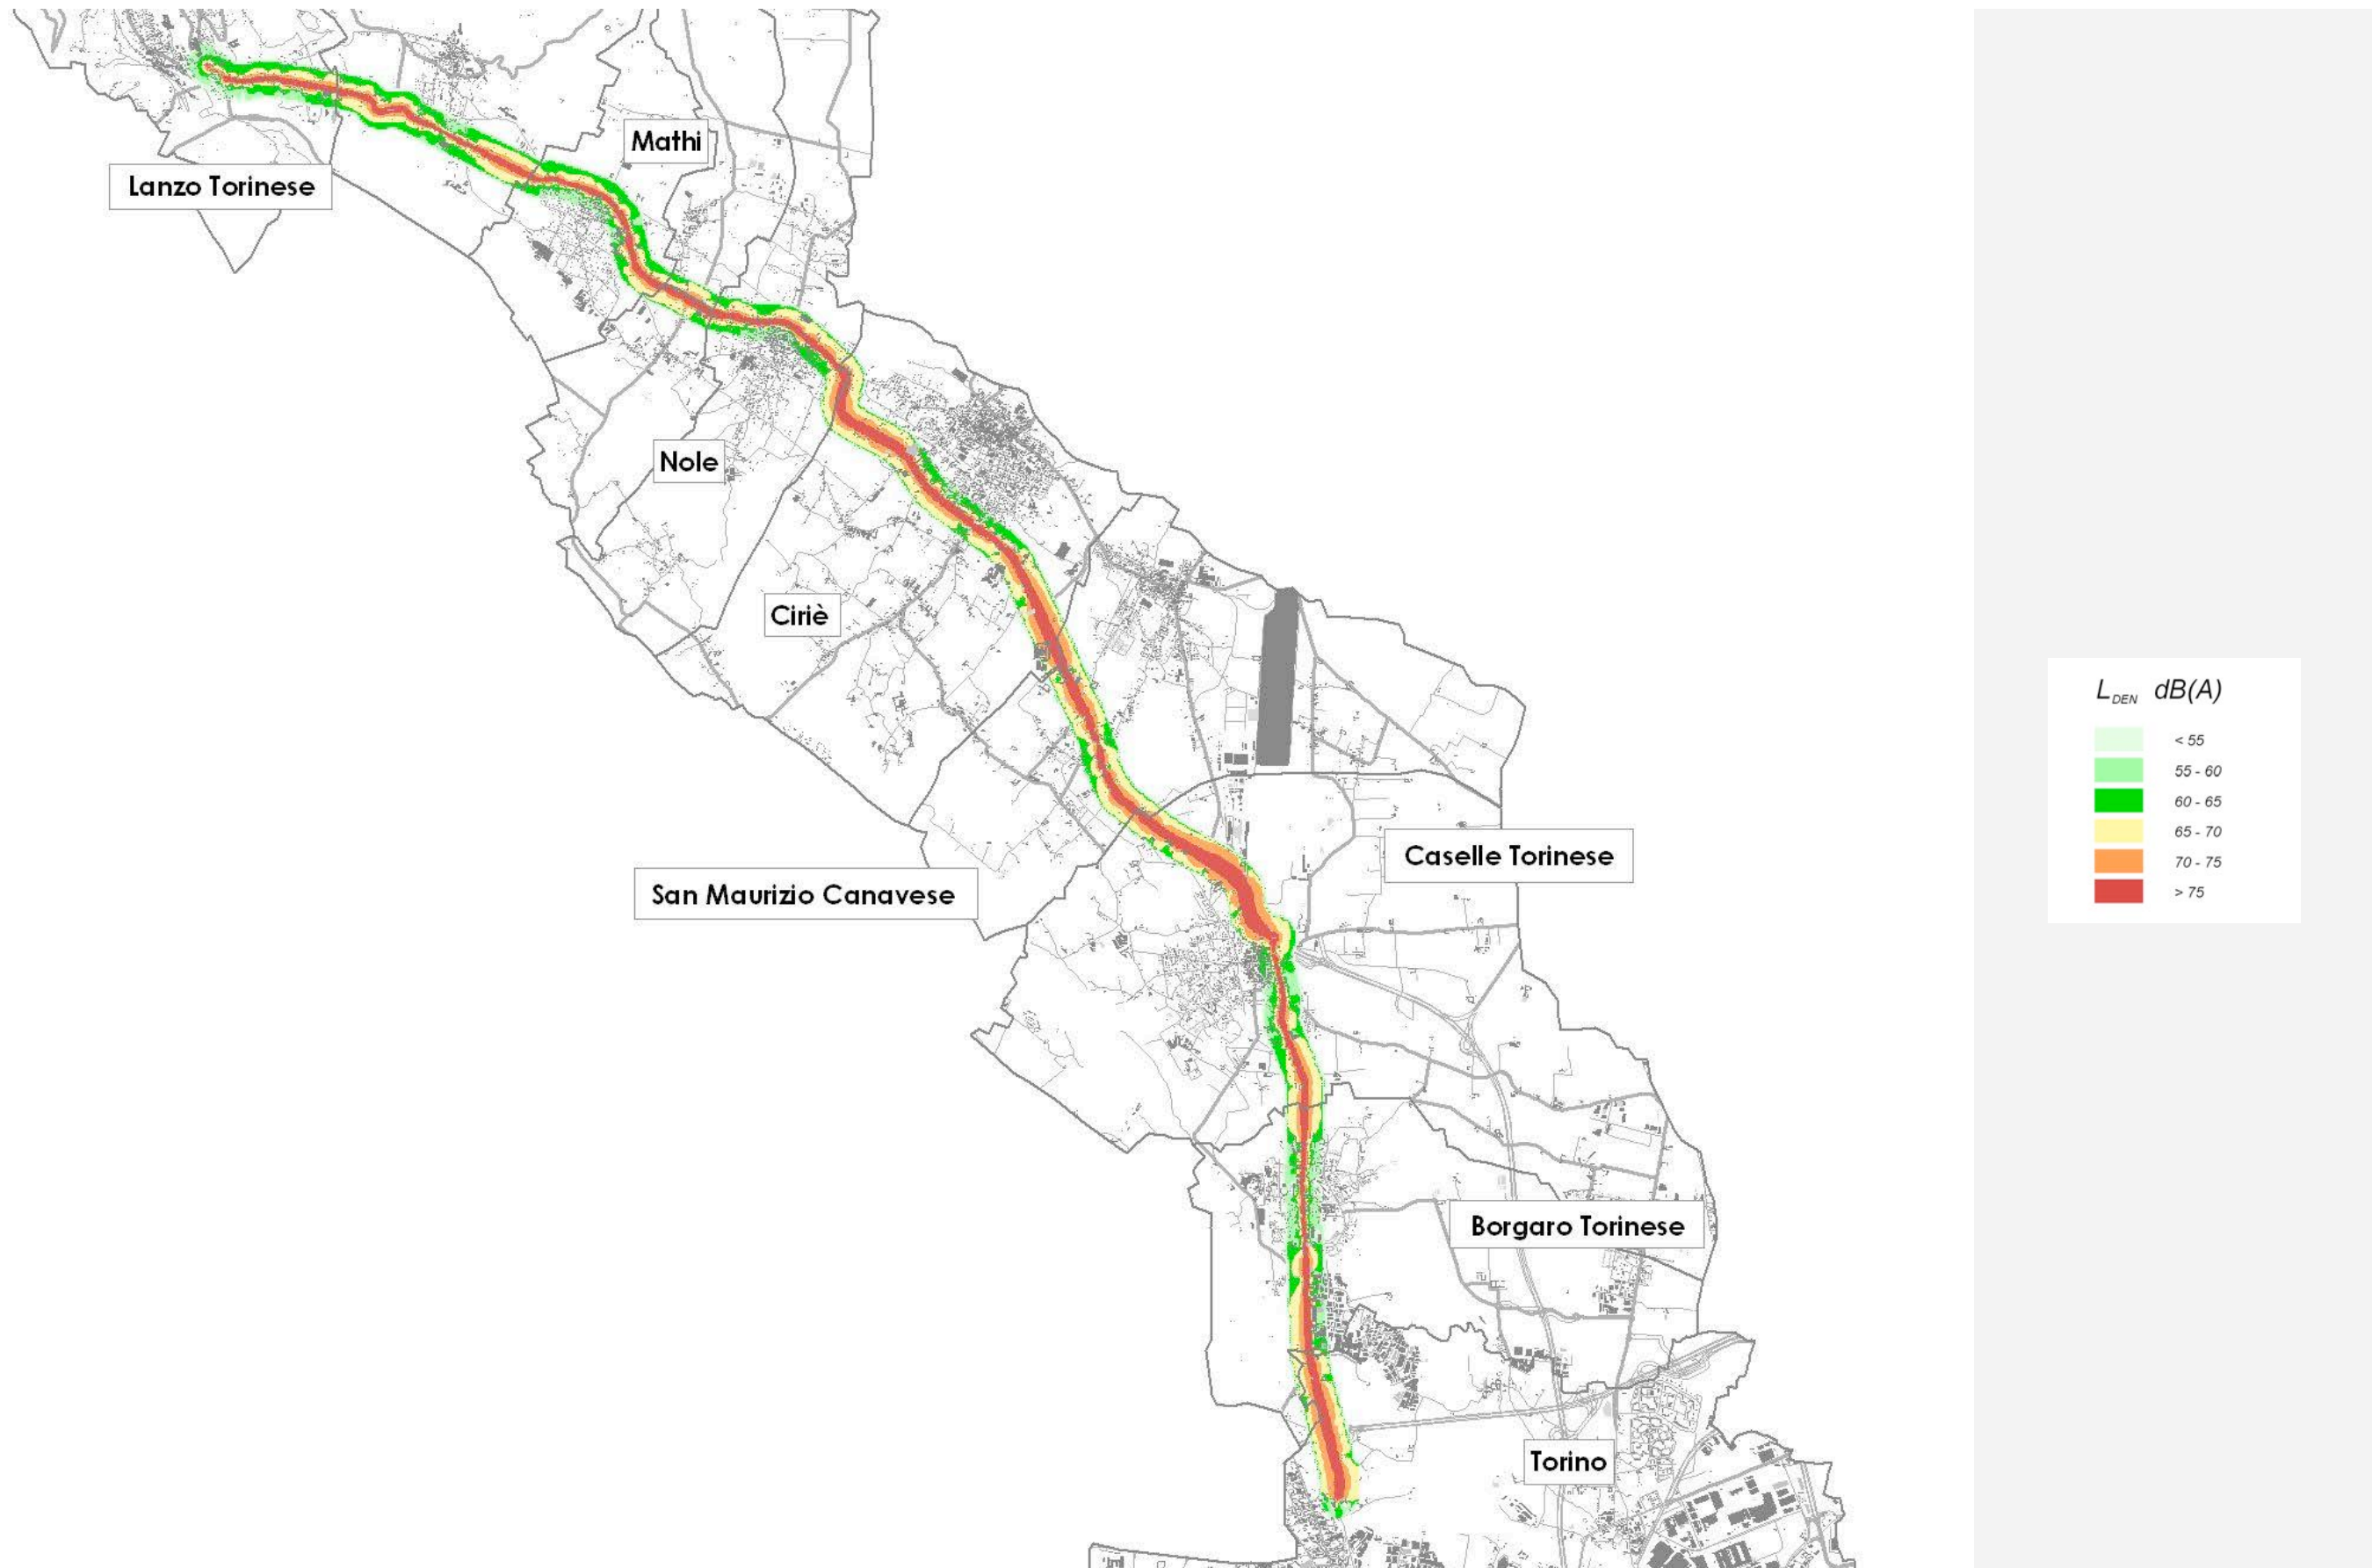 Mathi
Lanzo Torinese
Nole
Ciriè
San Maurizio Canavese
Caselle Torinese
Borgaro Torinese
Torino
L_DEN dB(A)
< 55
55 - 60
60 - 65
65 - 70
70 - 75
> 75